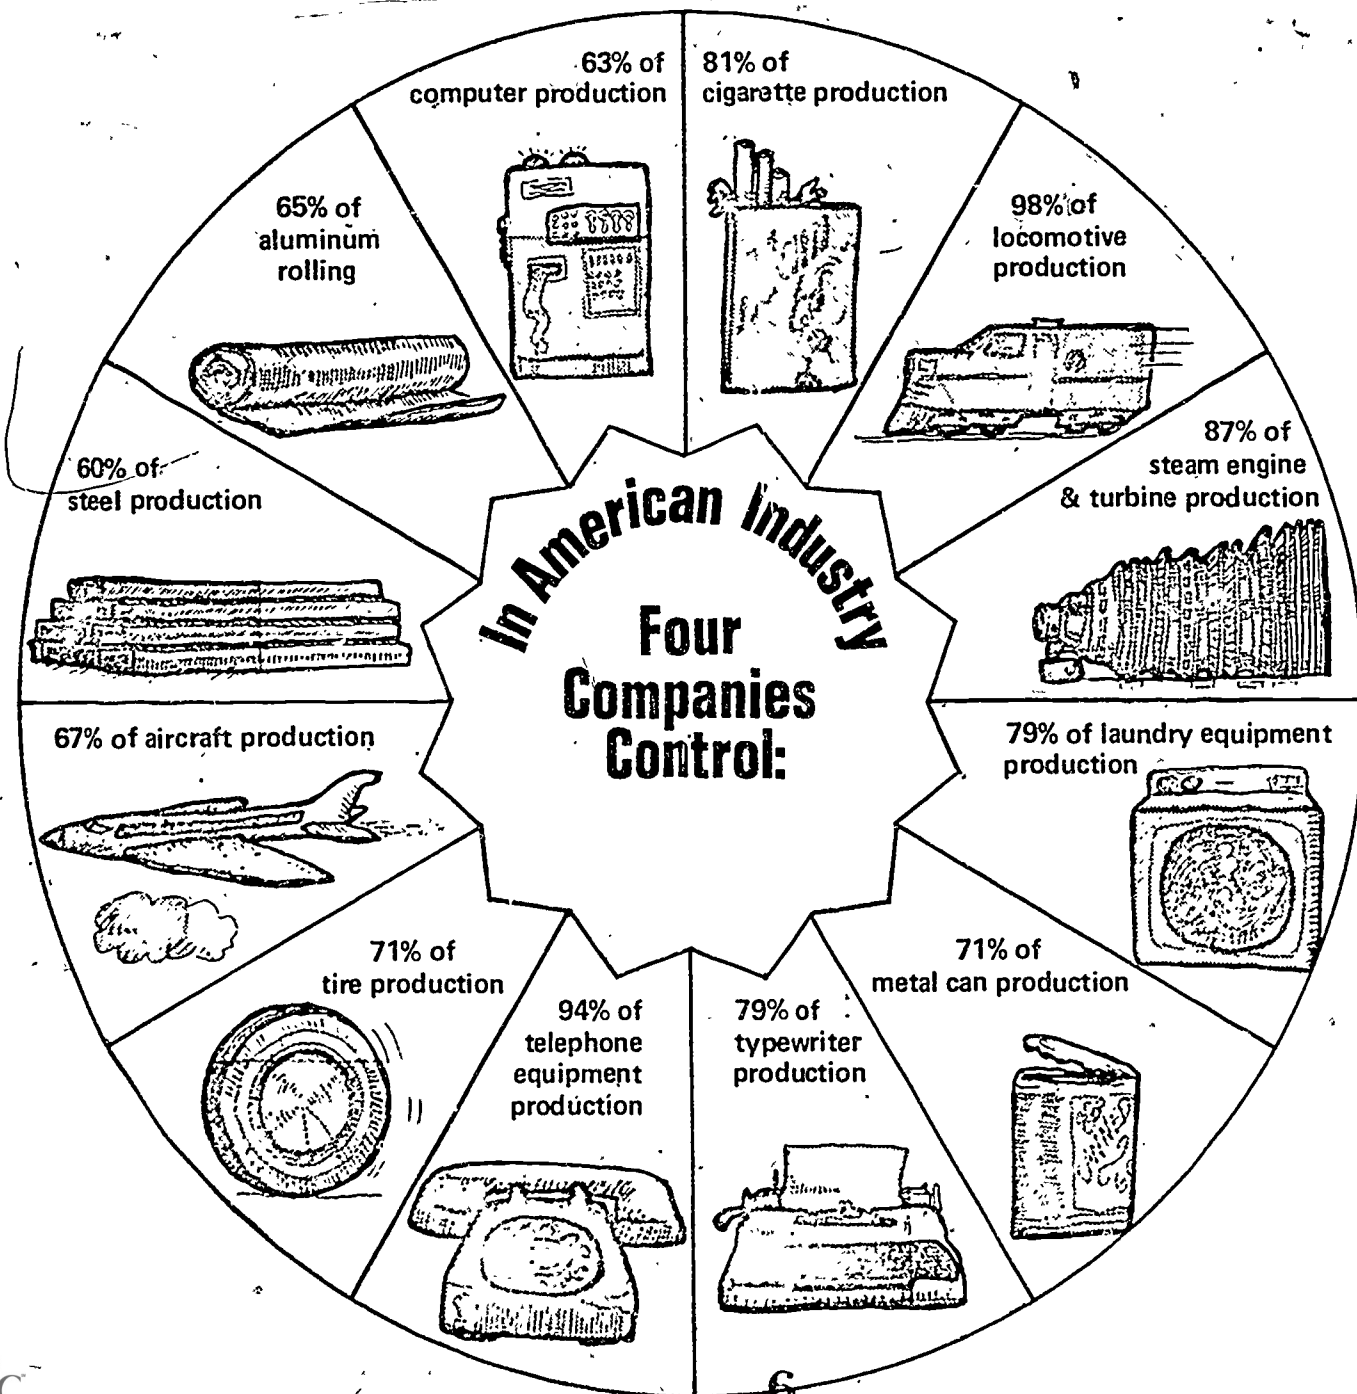 In American Industry
Four
Companies
Control:
81% of
cigarette production
98% of
locomotive
production
87% of
steam engine
& turbine production
79% of laundry equipment
production
71% of
metal can production
79% of
typewriter
production
94% of
telephone
equipment
production
71% of
tire production
67% of aircraft production
60% of
steel production
65% of
aluminum
rolling
63% of
computer production
6
C